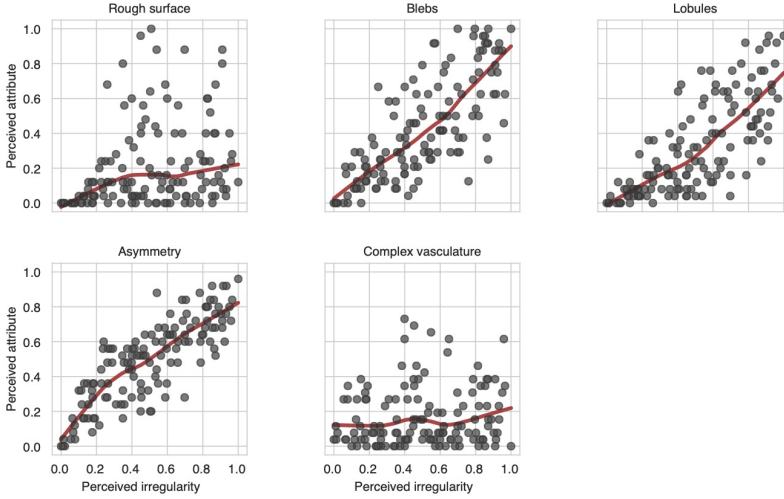 Rough surface
Blebs
Lobules
Perceived attribute
1.0
0.8
0.6
0.4
0.2
0.0
Asymmetry
Complex vasculature
Perceived attribute
1.0
0.8
0.6
0.4
0.2
0.0
0.0 0.2 0.4 0.6 0.8 1.0
0.0 0.2 0.4 0.6 0.8 1.0
Perceived irregularity
Perceived irregularity